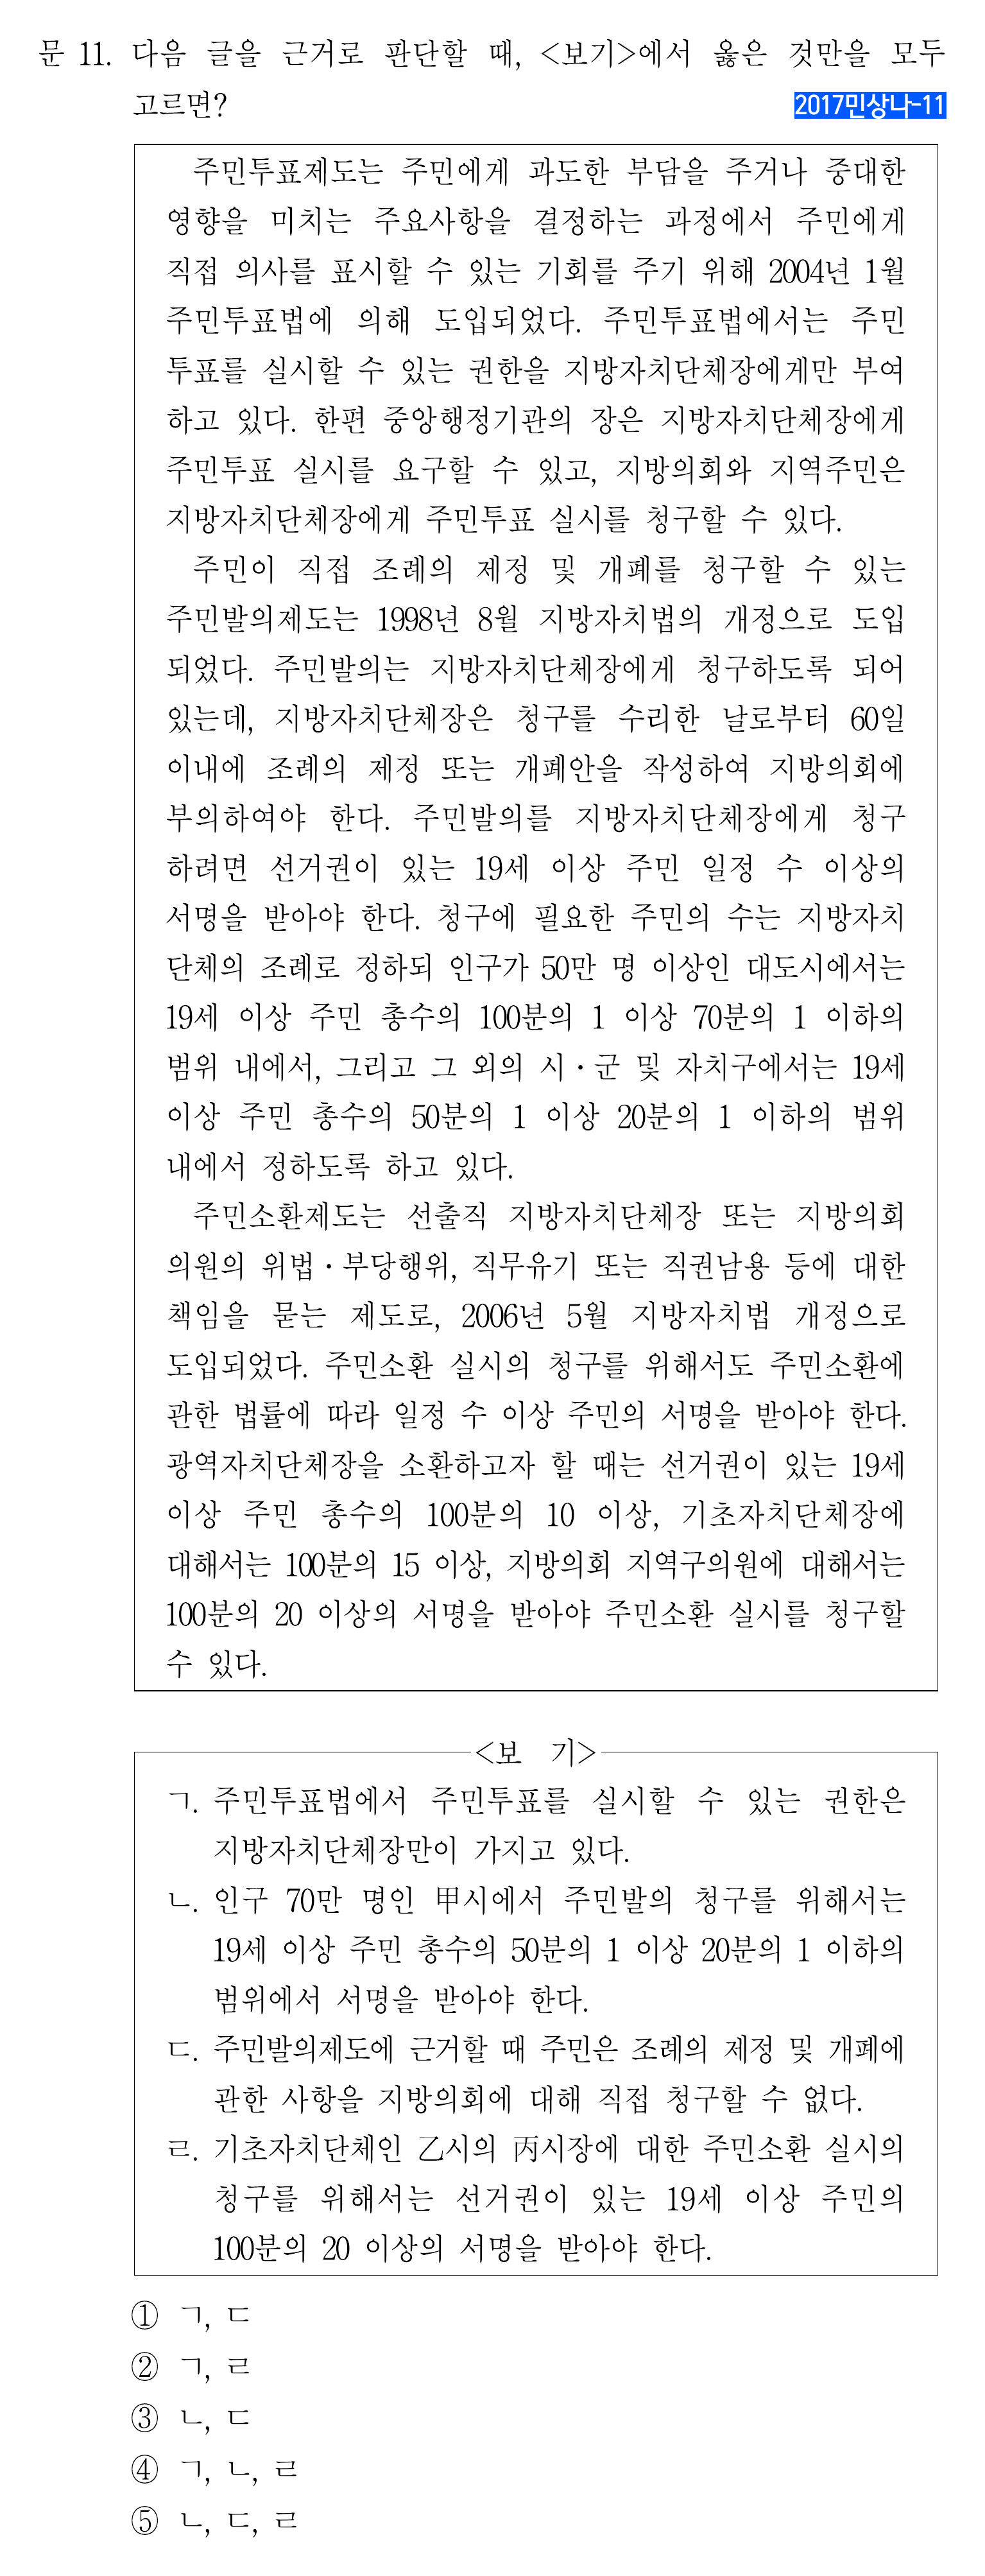 문 11. 다음 글을 근거로 판단할 때, <보기>에서 옳은 것만을 모두
고르면?
2017민상나-11
주민투표제도는 주민에게 과도한 부담을 주거나 중대한
영향을 미치는 주요사항을 결정하는 과정에서 주민에게
직접 의사를 표시할 수 있는 기회를 주기 위해 2004년 1월
주민투표법에 의해 도입되었다. 주민투표법에서는 주민
투표를 실시할 수 있는 권한을 지방자치단체장에게만 부여
하고 있다. 한편 중앙행정기관의 장은 지방자치단체장에게
주민투표 실시를 요구할 수 있고, 지방의회와 지역주민은
지방자치단체장에게 주민투표 실시를 청구할 수 있다.
주민이 직접 조례의 제정 및 개폐를 청구할 수 있는
주민발의제도는 1998년 8월 지방자치법의 개정으로 도입
되었다. 주민발의는 지방자치단체장에게 청구하도록 되어
있는데, 지방자치단체장은 청구를 수리한 날로부터 60일
이내에 조례의 제정 또는 개폐안을 작성하여 지방의회에
부의하여야 한다. 주민발의를 지방자치단체장에게 청구
하려면 선거권이 있는 19세 이상 주민 일정 수 이상의
서명을 받아야 한다. 청구에 필요한 주민의 수는 지방자치
단체의 조례로 정하되 인구가 50만 명 이상인 대도시에서는
19세 이상 주민 총수의 100분의 1 이상 70분의 1 이하의
범위 내에서, 그리고 그 외의 시·군 및 자치구에서는 19세
이상 주민 총수의 50분의 1 이상 20분의 1 이하의 범위
내에서 정하도록 하고 있다.
주민소환제도는 선출직 지방자치단체장 또는 지방의회
의원의 위법·부당행위, 직무유기 또는 직권남용 등에 대한
책임을 묻는 제도로, 2006년 5월 지방자치법 개정으로
도입되었다. 주민소환 실시의 청구를 위해서도 주민소환에
관한 법률에 따라 일정 수 이상 주민의 서명을 받아야 한다.
광역자치단체장을 소환하고자 할 때는 선거권이 있는 19세
이상 주민 총수의 100분의 10 이상, 기초자치단체장에
대해서는 100분의 15 이상, 지방의회 지역구의원에 대해서는
100분의 20 이상의 서명을 받아야 주민소환 실시를 청구할
수 있다.
<보 기>
ㄱ. 주민투표법에서 주민투표를 실시할 수 있는 권한은
지방자치단체장만이 가지고 있다.
ㄴ. 인구 70만 명인 甲시에서 주민발의 청구를 위해서는
19세 이상 주민 총수의 50분의 1 이상 20분의 1 이하의
범위에서 서명을 받아야 한다.
ㄷ. 주민발의제도에 근거할 때 주민은 조례의 제정 및 개폐에
관한 사항을 지방의회에 대해 직접 청구할 수 없다.
ㄹ. 기초자치단체인 乙시의 丙시장에 대한 주민소환 실시의
청구를 위해서는 선거권이 있는 19세 이상 주민의
100분의 20 이상의 서명을 받아야 한다.
① ㄱ, ㄷ
② ㄱ, ㄹ
③ ㄴ, ㄷ
④ ㄱ, ㄴ, ㄹ
⑤ ㄴ, ㄷ, ㄹ